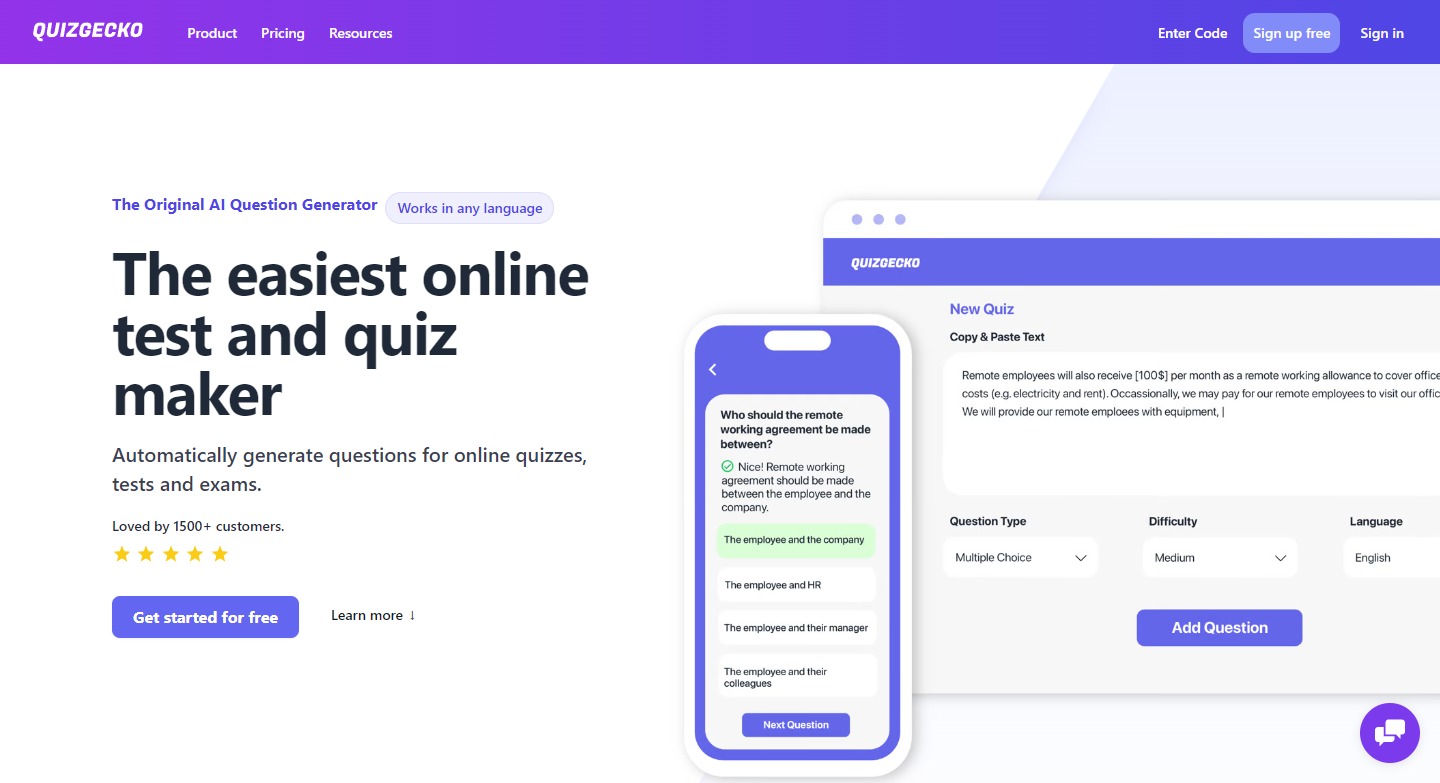 QUIZGECKO
Product
Pricing
Resources
Enter Code
Sign up free
Sign in
The Original AI Question Generator
Works in any language
The easiest online
test and quiz
maker
Automatically generate questions for online quizzes,
tests and exams.
Loved by 1500+ customers.
Get started for free
Learn more ↓
QUIZGECKO
New Quiz
Copy & Paste Text
Remote employees will also receive [100$] per month as a remote working allowance to cover office
costs (e.g. electricity and rent). Occassionally, we may pay for our remote employees to visit our offic
We will provide our remote emploees with equipment, |
Question Type
Difficulty
Language
Multiple Choice
Medium
English
Add Question
Who should the remote
working agreement be made
between?
Nice! Remote working
agreement should be made
between the employee and the
company.
The employee and the company
The employee and HR
The employee and their manager
The employee and their
colleagues
Next Question